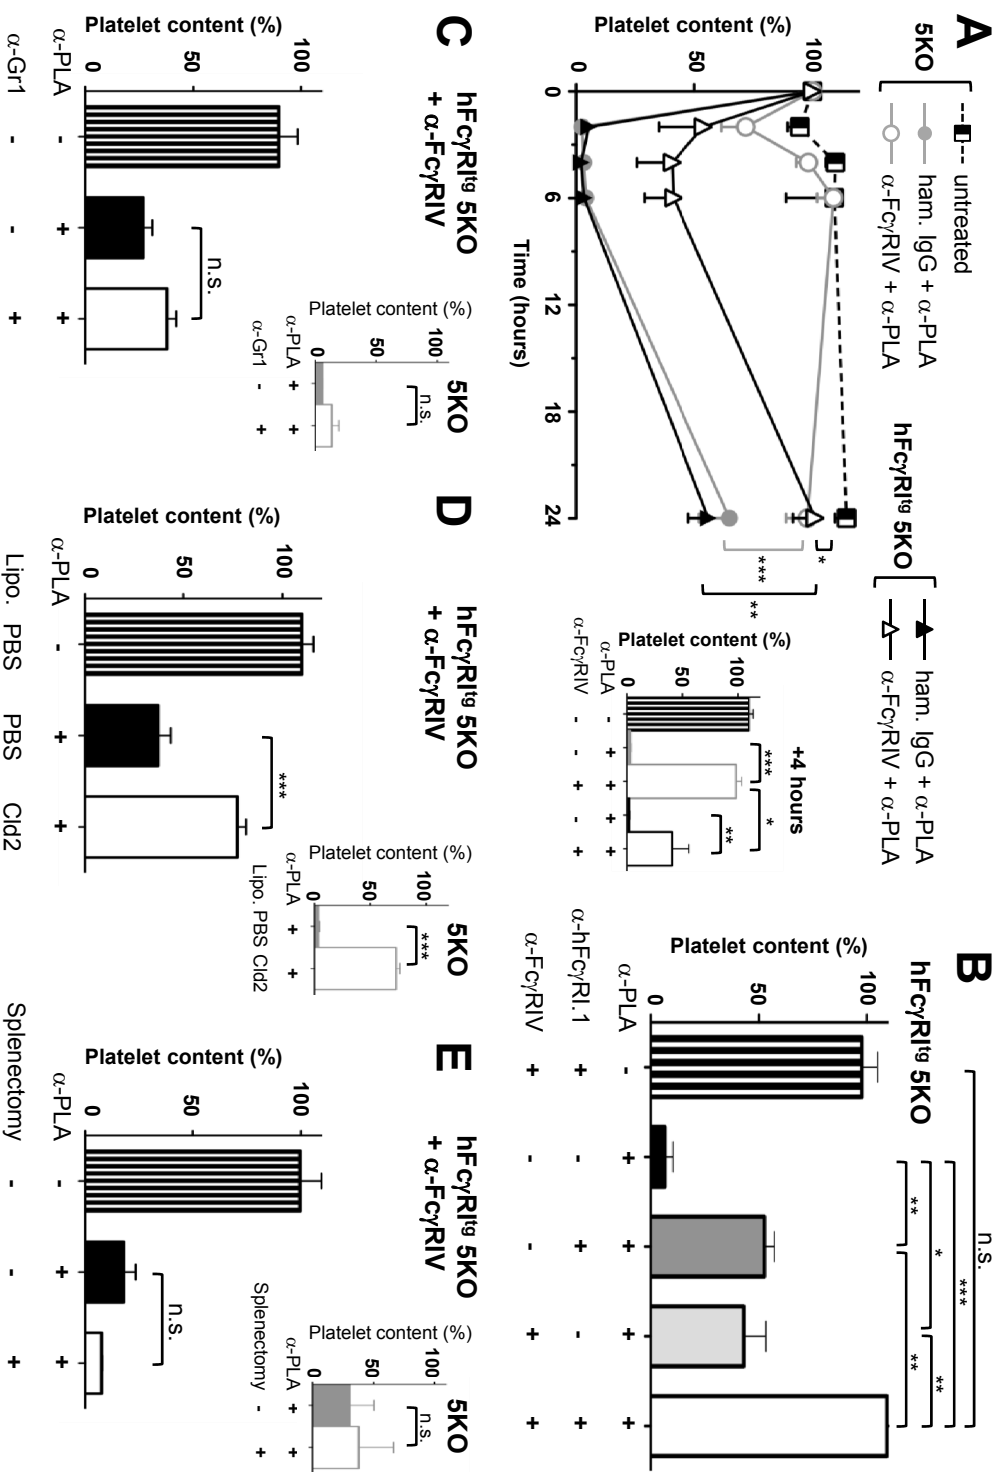 A
5KO
untreated
ham. IgG + α-PLA
α-FcγRIV + α-PLA
hFcγRItg 5KO
ham. IgG + α-PLA
α-FcγRIV + α-PLA
Platelet content (%)
100
50
0
0 6 12 18 24
Time (hours)
*
***
**
+4 hours
Platelet content (%)
100
50
0
*** *
**
α-PLA - + + + +
α-FcγRIV - - + - +
B
hFcγRItg 5KO
Platelet content (%)
100
50
0
n.s.
***
* **
** **
α-PLA - + + + +
α-hFcγRI.1 + - + - +
α-FcγRIV + - - + +
C
hFcγRItg 5KO
+ α-FcγRIV
Platelet content (%)
100
50
0
n.s.
α-PLA - + +
α-Gr1 - - +
5KO
Platelet content (%)
100
50
0
n.s.
α-PLA + +
α-Gr1 - +
D
hFcγRItg 5KO
+ α-FcγRIV
Platelet content (%)
100
50
0
***
α-PLA - + +
Lipo. PBS PBS Cld2
5KO
Platelet content (%)
100
50
0
***
α-PLA + +
Lipo. PBS Cld2
E
hFcγRItg 5KO
+ α-FcγRIV
Platelet content (%)
100
50
0
n.s.
α-PLA - + +
Splenectomy - - +
5KO
Platelet content (%)
100
50
0
n.s.
α-PLA + +
Splenectomy - +